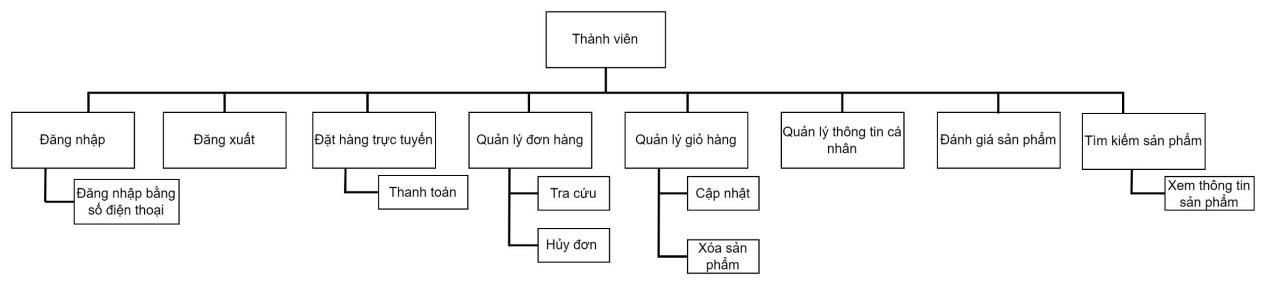 Thành viên
Đăng nhập
Đăng xuất
Đặt hàng trực tuyến
Quản lý đơn hàng
Quản lý giỏ hàng
Quản lý thông tin cá
nhân
Đánh giá sản phẩm
Tìm kiếm sản phẩm
Đăng nhập bằng
số điện thoại
Thanh toán
Tra cứu
Hủy đơn
Cập nhật
Xóa sản
phẩm
Xem thông tin
sản phẩm